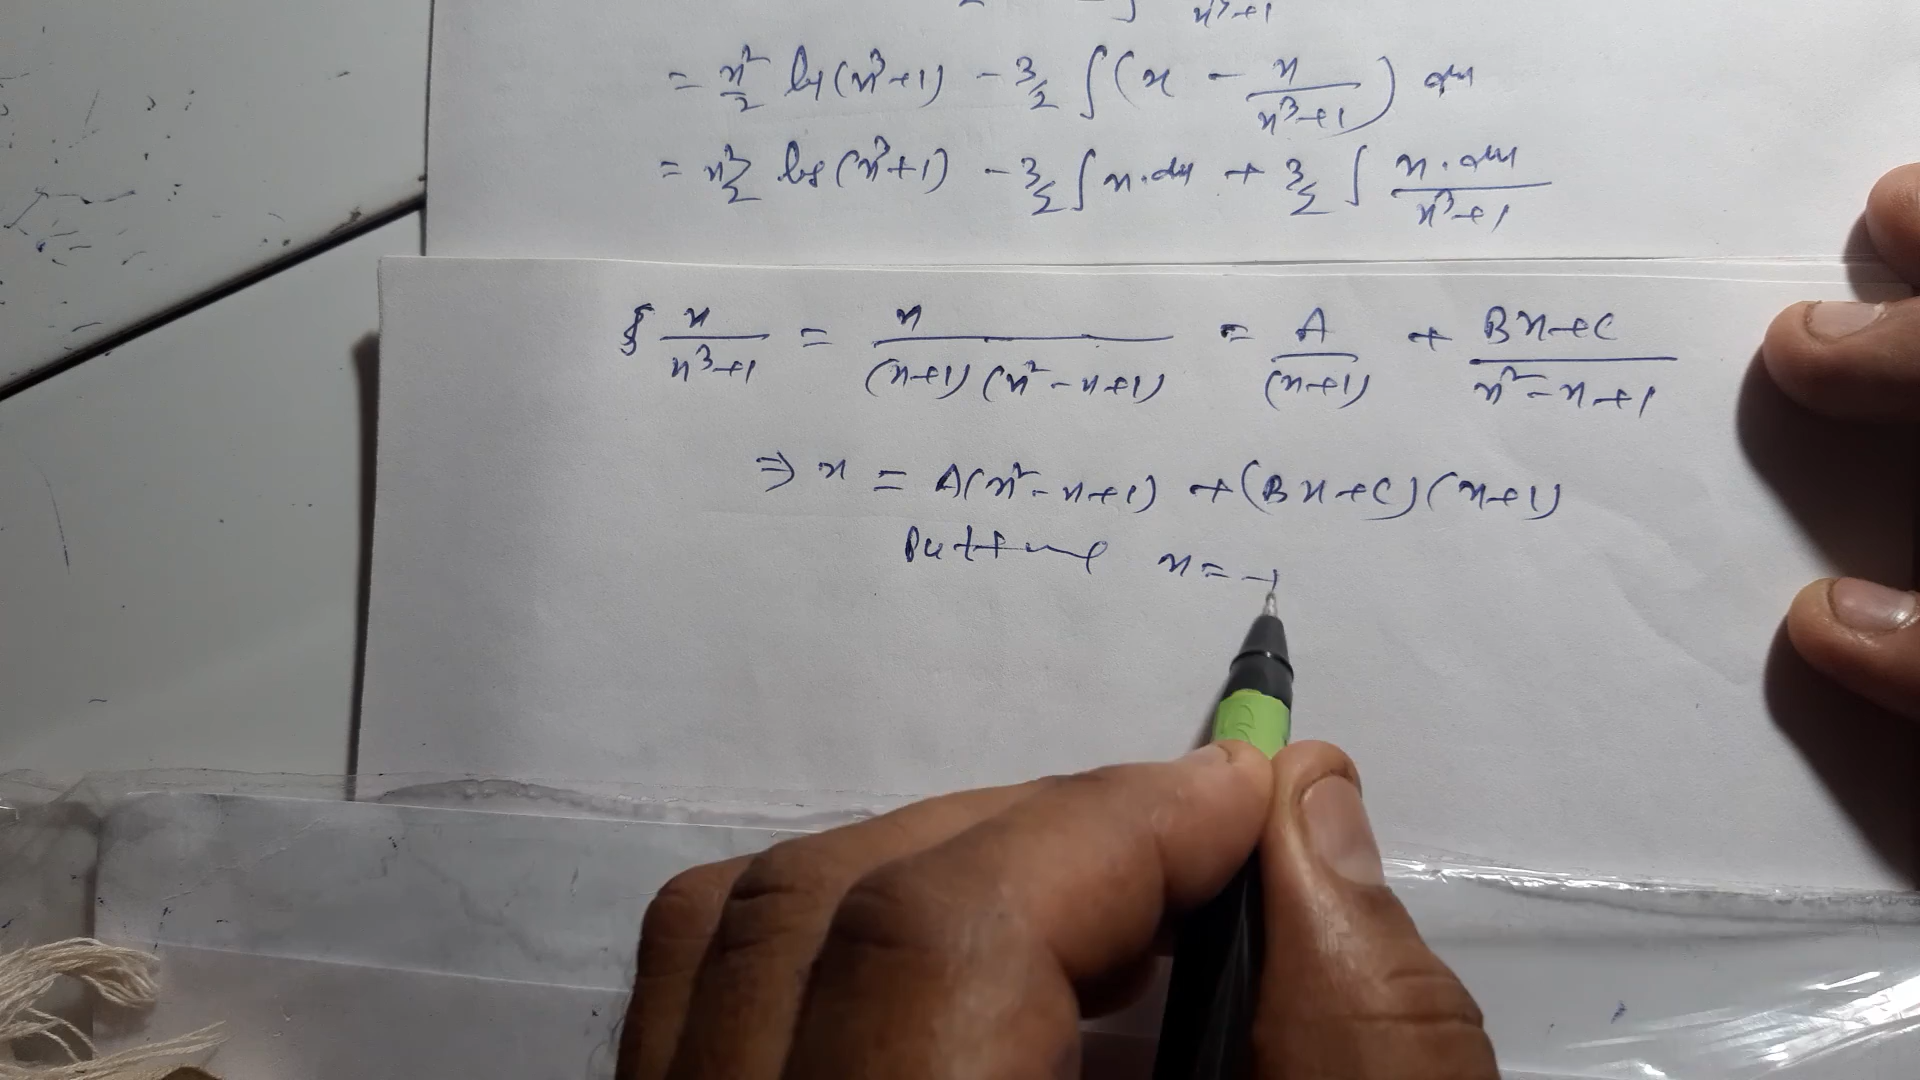 x³+1
= x²/2 log(x³+1) - 3/2 ∫(x - x/(x³+1)) dx
= x²/2 log(x³+1) - 3/2 ∫x.dx + 3/2 ∫ x.dx/(x³+1)
x/(x³+1) = x/((x+1)(x²-x+1)) = A/(x+1) + (Bx+C)/(x²-x+1)
⇒ x = A(x²-x+1) + (Bx+C)(x+1)
Putting x = -1